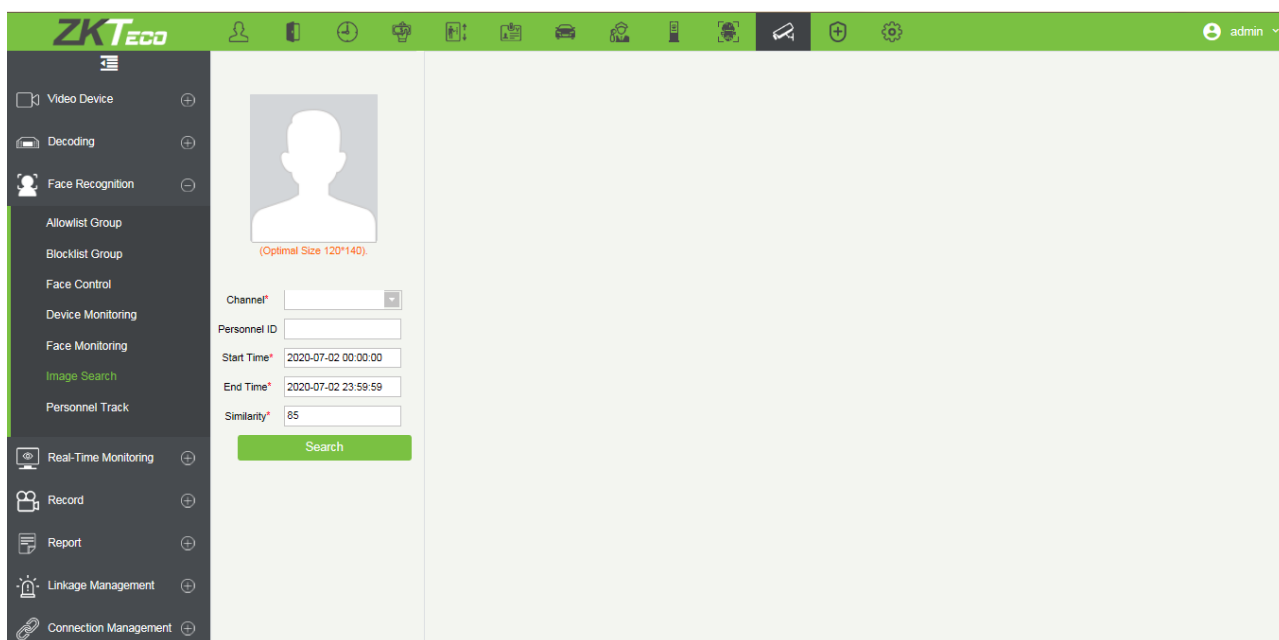 ZKTeco
admin
Video Device
Decoding
Face Recognition
Allowlist Group
Blocklist Group
Face Control
Device Monitoring
Face Monitoring
Image Search
Personnel Track
Real-Time Monitoring
Record
Report
Linkage Management
Connection Management
(Optimal Size 120*140).
Channel*
Personnel ID
Start Time* 2020-07-02 00:00:00
End Time* 2020-07-02 23:59:59
Similarity* 85
Search